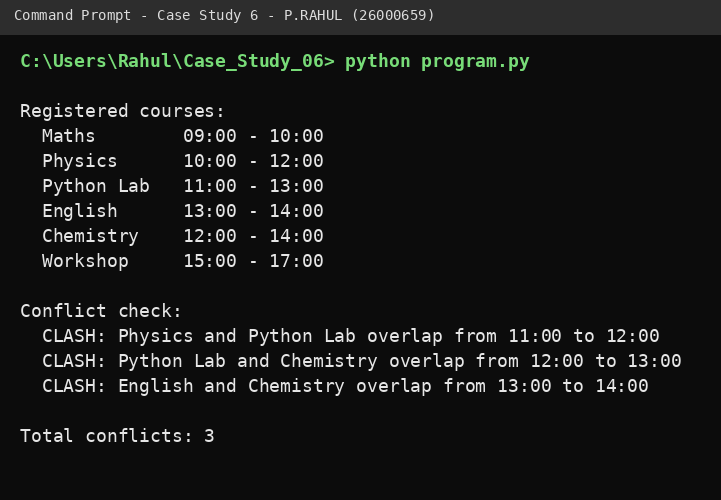 Command Prompt - Case Study 6 - P.RAHUL (26000659)
C:\Users\Rahul\Case_Study_06> python program.py
Registered courses:
Maths 09:00 - 10:00
Physics 10:00 - 12:00
Python Lab 11:00 - 13:00
English 13:00 - 14:00
Chemistry 12:00 - 14:00
Workshop 15:00 - 17:00
Conflict check:
CLASH: Physics and Python Lab overlap from 11:00 to 12:00
CLASH: Python Lab and Chemistry overlap from 12:00 to 13:00
CLASH: English and Chemistry overlap from 13:00 to 14:00
Total conflicts: 3